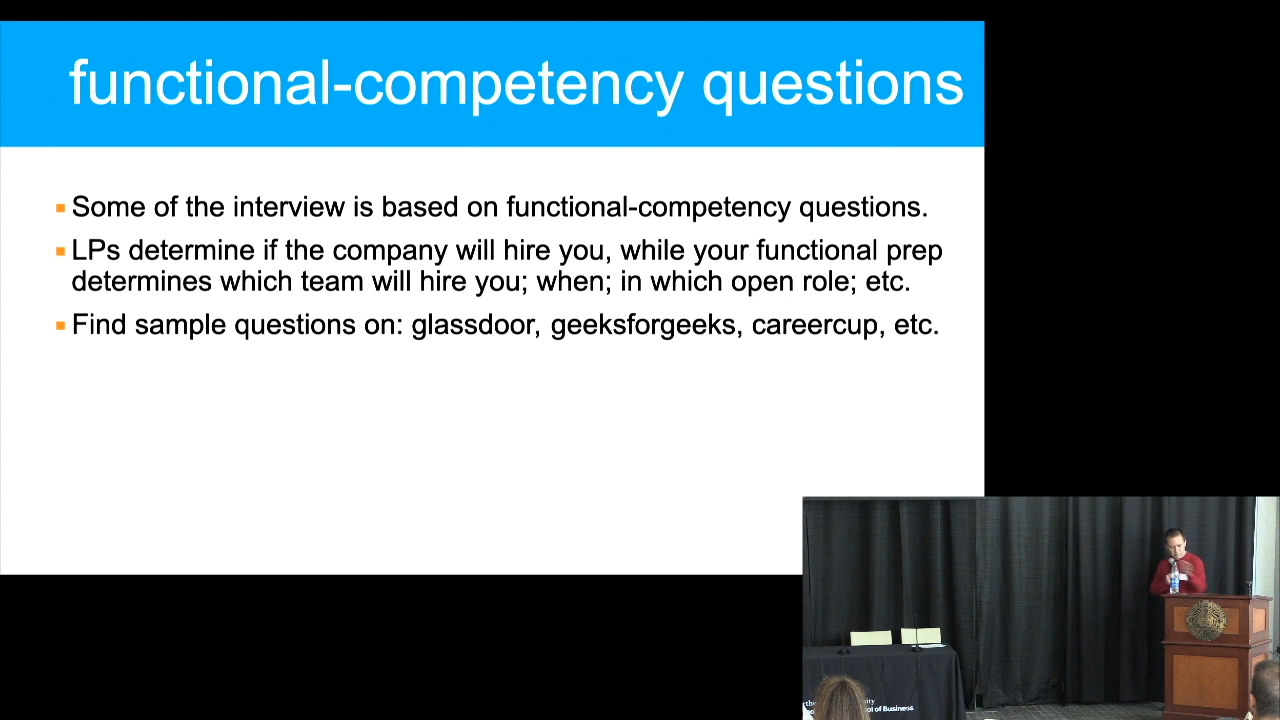 functional-competency questions
Some of the interview is based on functional-competency questions.
LPs determine if the company will hire you, while your functional prep
determines which team will hire you; when; in which open role; etc.
Find sample questions on: glassdoor, geeksforgeeks, careercup, etc.
of Business